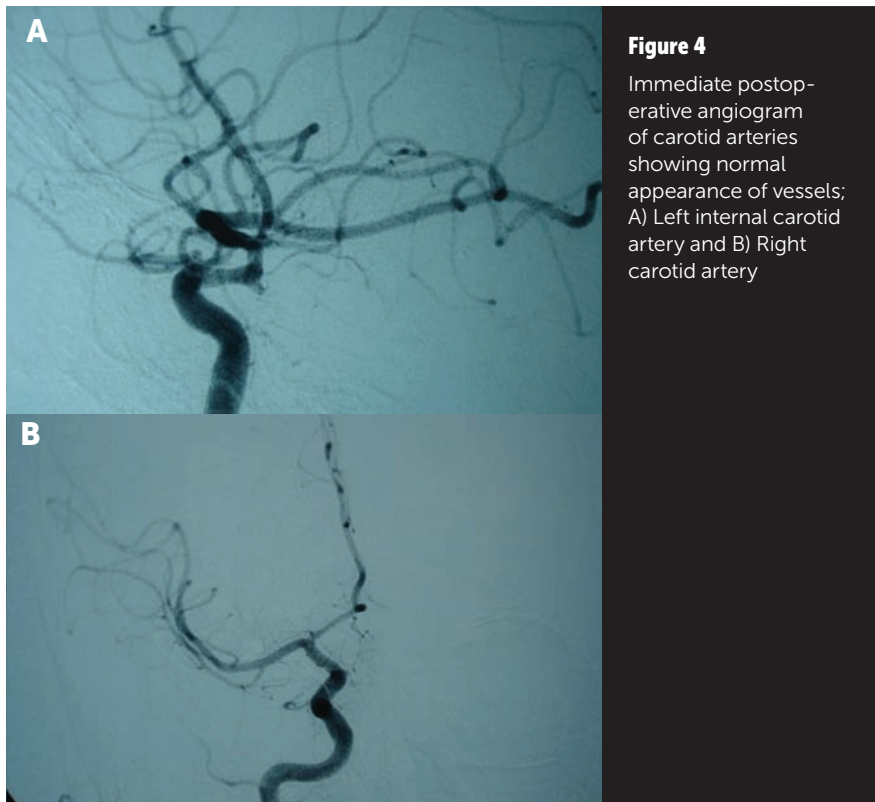 A
B
Figure 4
Immediate postop-
erative angiogram
of carotid arteries
showing normal
appearance of vessels;
A) Left internal carotid
artery and B) Right
carotid artery